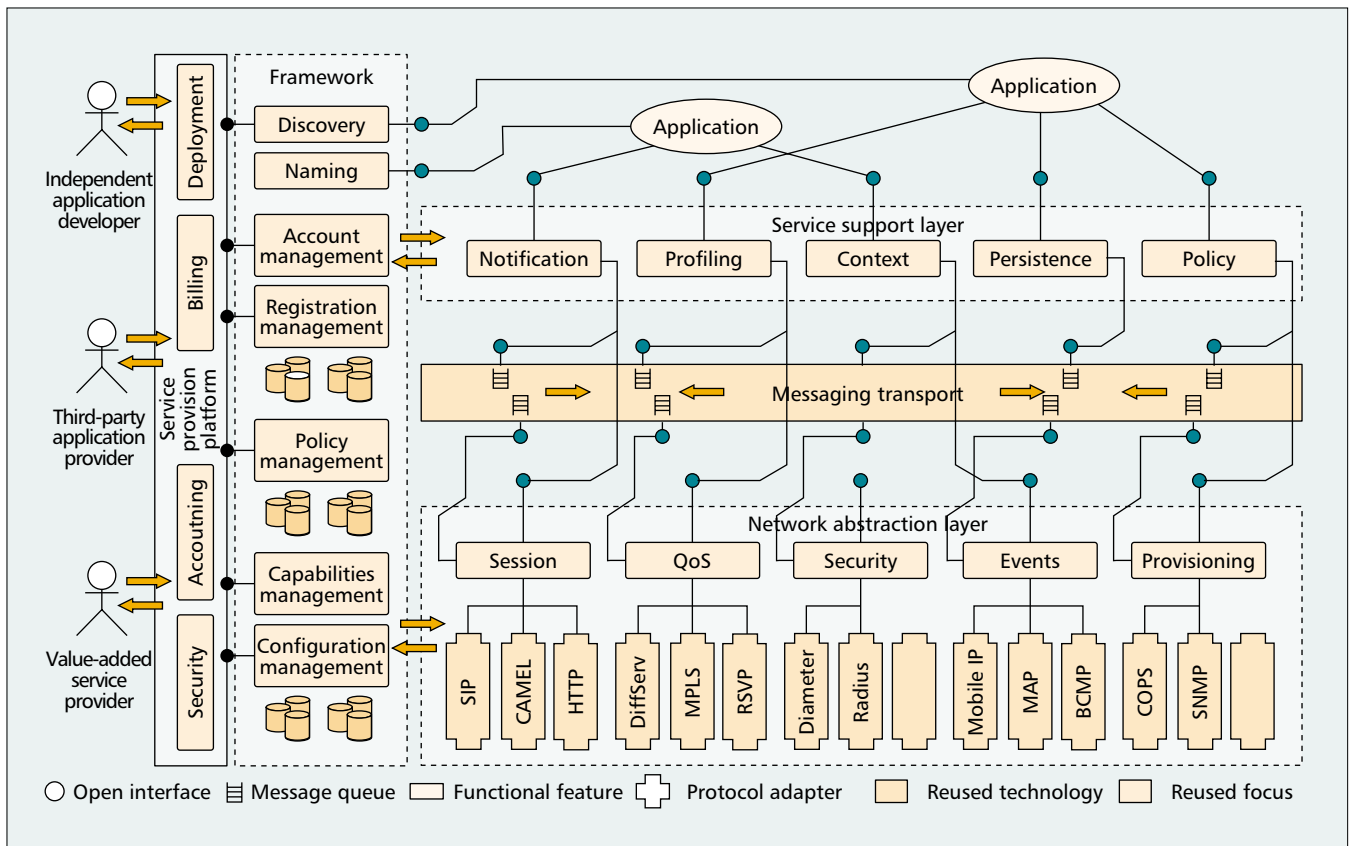 Framework
Application
Application
Deployment
Discovery
Naming
Independent
application
developer
Service support layer
Account
management
Notification
Profiling
Context
Persistence
Policy
Billing
Registration
management
Third-party
application
provider
Service
provision
platform
Messaging transport
Policy
management
Accoutning
Network abstraction layer
Session
QoS
Security
Events
Provisioning
Capabilities
management
Value-added
service
provider
Security
Configuration
management
SIP
CAMEL
HTTP
DiffServ
MPLS
RSVP
Diameter
Radius
Mobile IP
MAP
BCMP
COPS
SNMP
Open interface
Message queue
Functional feature
Protocol adapter
Reused technology
Reused focus